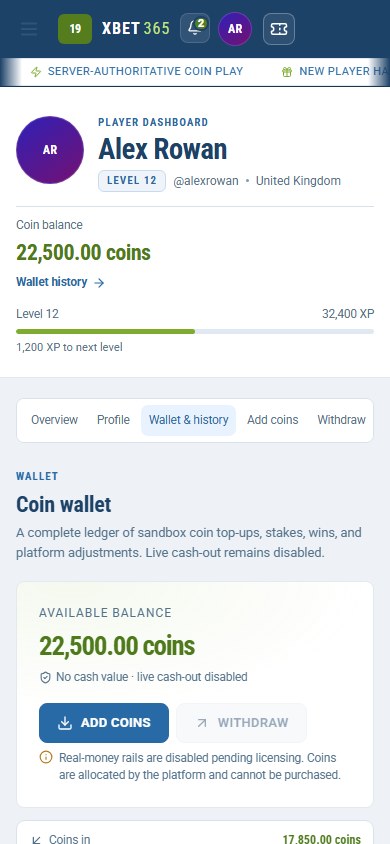 19 XBET 365 2 AR
SERVER-AUTHORITATIVE COIN PLAY NEW PLAYER HA
AR
PLAYER DASHBOARD
Alex Rowan
LEVEL 12 @alexrowan • United Kingdom
Coin balance
22,500.00 coins
Wallet history →
Level 12 32,400 XP
1,200 XP to next level
Overview Profile Wallet & history Add coins Withdraw
WALLET
Coin wallet
A complete ledger of sandbox coin top-ups, stakes, wins, and
platform adjustments. Live cash-out remains disabled.
AVAILABLE BALANCE
22,500.00 coins
No cash value · live cash-out disabled
ADD COINS WITHDRAW
Real-money rails are disabled pending licensing. Coins
are allocated by the platform and cannot be purchased.
Coins in 17,850.00 coins